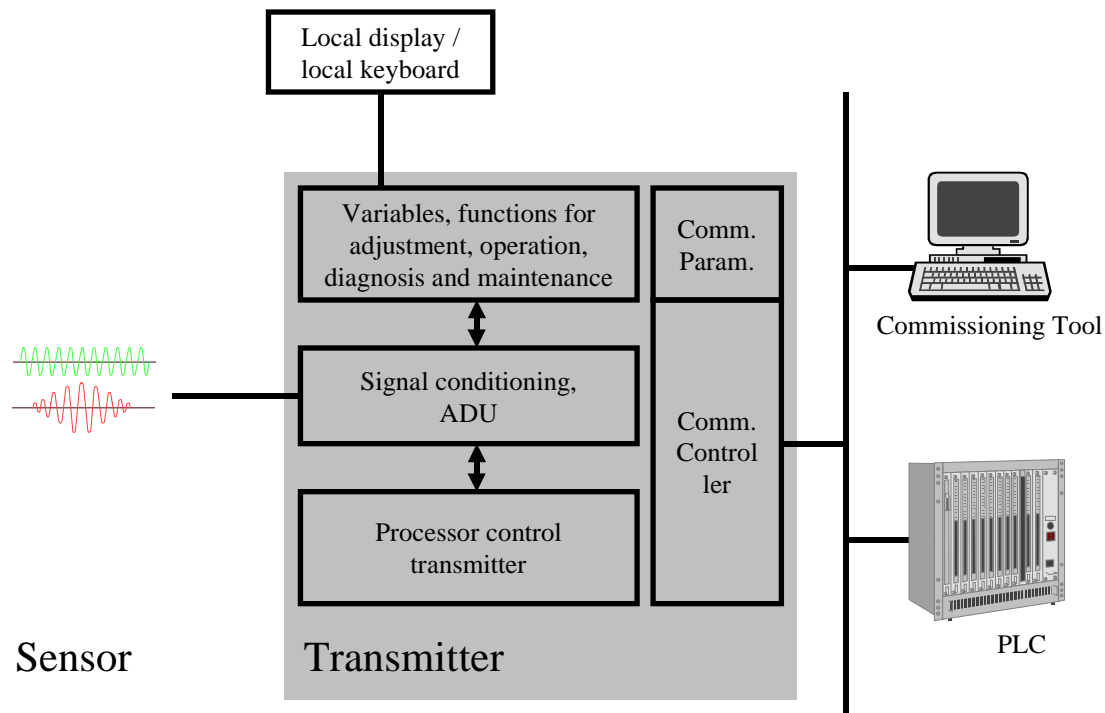 Local display /
local keyboard
Variables, functions for
adjustment, operation,
diagnosis and maintenance
Comm.
Param.
Commissioning Tool
Signal conditioning,
ADU
Comm.
Control
ler
Processor control
transmitter
PLC
Sensor
Transmitter